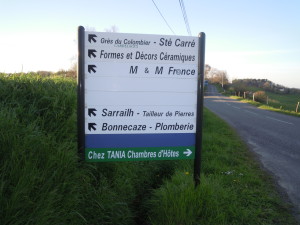 Grès du Colombier - Sté Carré
Formes et Décors Céramiques
M & M France
Sarrailh - Tailleur de Pierres
Bonnecaze - Plomberie
Chez TANIA Chambres d'Hôtes